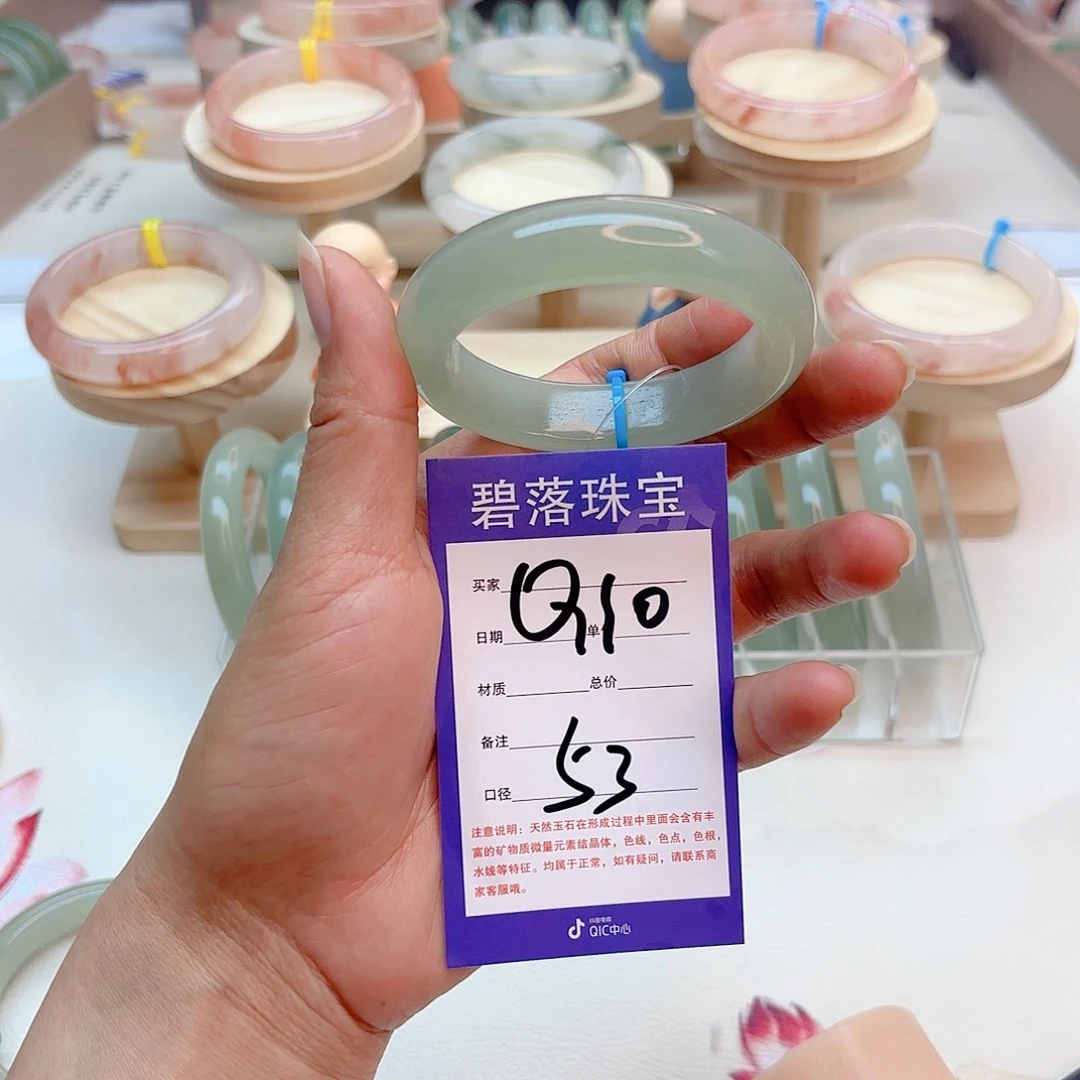 碧落珠宝
买家
Q10
日期 单
材质 总价
备注
口径 53
注意说明：天然玉石在形成过程中里面会含有丰
富的矿物质微量元素结晶体，色线，色点，色根，
水线等特征。均属于正常，如有疑问，请联系商
家客服哦。
抖音电商
QIC中心